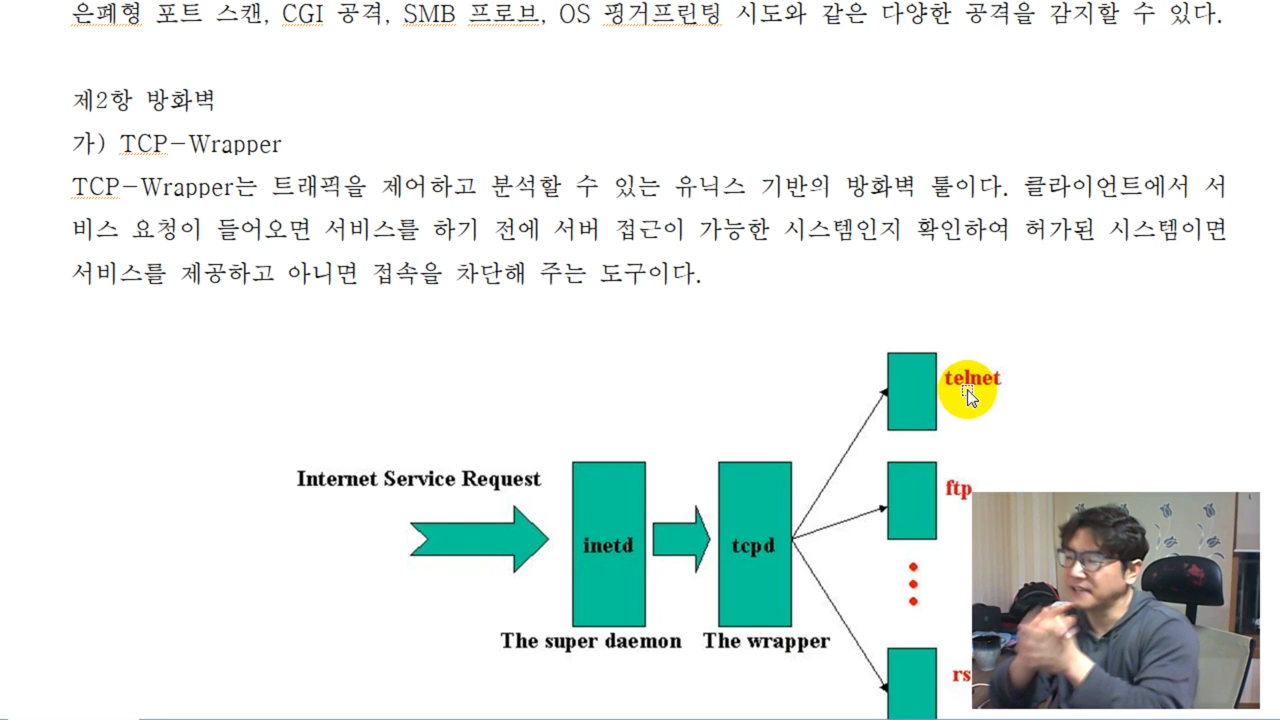 은폐형 포트 스캔, CGI 공격, SMB 프로브, OS 핑거프린팅 시도와 같은 다양한 공격을 감지할 수 있다.
제2항 방화벽
가) TCP-Wrapper
TCP-Wrapper는 트래픽을 제어하고 분석할 수 있는 유닉스 기반의 방화벽 툴이다. 클라이언트에서 서
비스 요청이 들어오면 서비스를 하기 전에 서버 접근이 가능한 시스템인지 확인하여 허가된 시스템이면
서비스를 제공하고 아니면 접속을 차단해 주는 도구이다.
telnet
Internet Service Request
ftp
inetd
tcpd
The super daemon
The wrapper